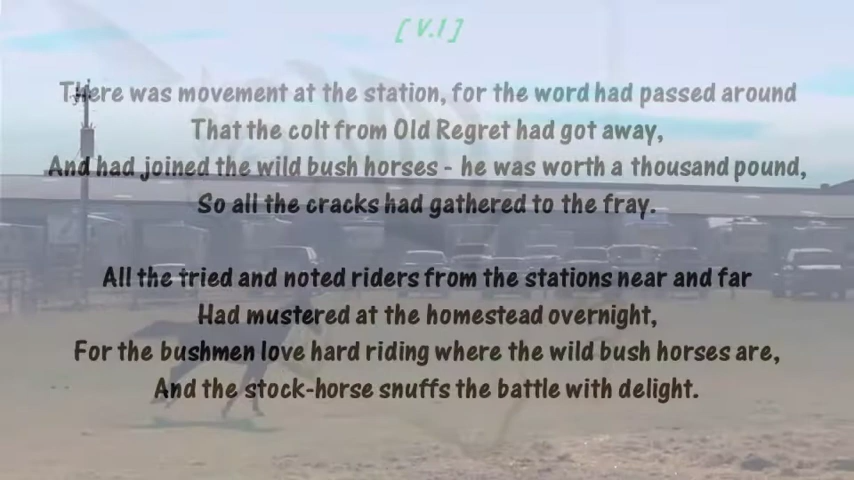 [ V.I ]
There was movement at the station, for the word had passed around
That the colt from Old Regret had got away,
And had joined the wild bush horses - he was worth a thousand pound,
So all the cracks had gathered to the fray.
All the tried and noted riders from the stations near and far
Had mustered at the homestead overnight,
For the bushmen love hard riding where the wild bush horses are,
And the stock-horse snuffs the battle with delight.